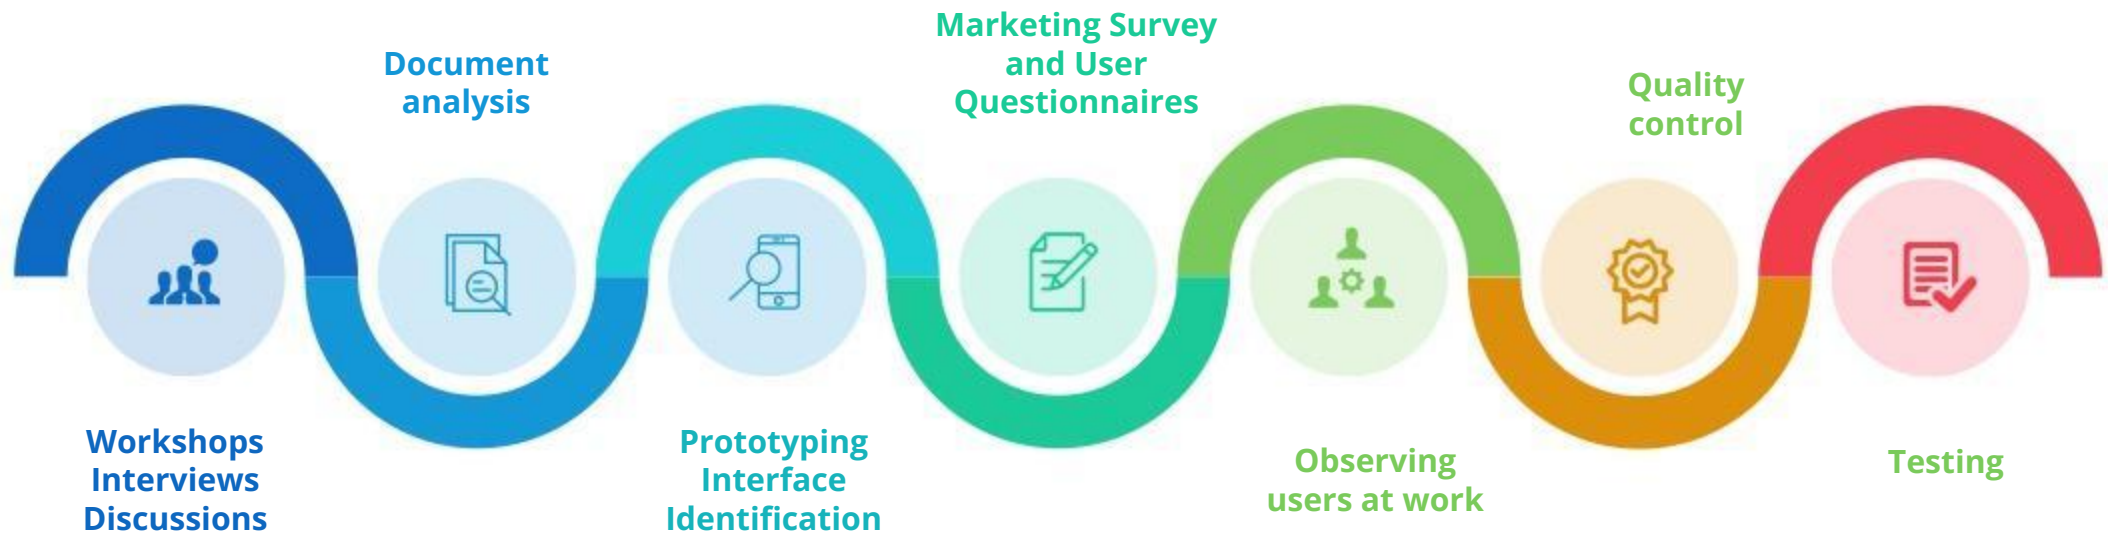 Workshops
Interviews
Discussions
Document
analysis
Prototyping
Interface
Identification
Marketing Survey
and User
Questionnaires
Observing
users at work
Quality
control
Testing